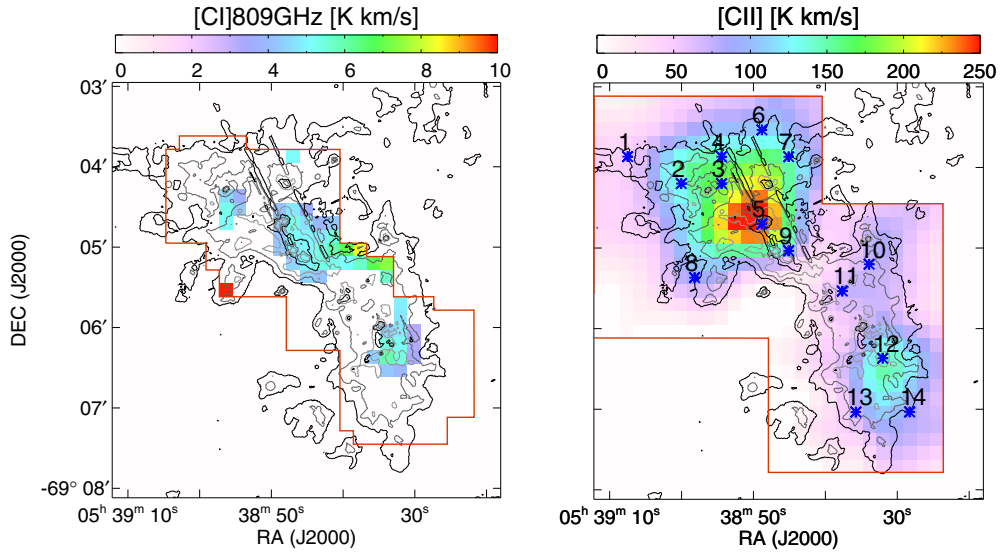 [CI]809GHz [K km/s]
0 2 4 6 8 10
03′
04′
05′
06′
07′
-69° 08′
DEC (J2000)
05ʰ 39ᵐ 10ˢ 38ᵐ 50ˢ 30ˢ
RA (J2000)
[CII] [K km/s]
0 50 100 150 200 250
1
2
3
4
5
6
7
8
9
10
11
12
13
14
05ʰ 39ᵐ 10ˢ 38ᵐ 50ˢ 30ˢ
RA (J2000)